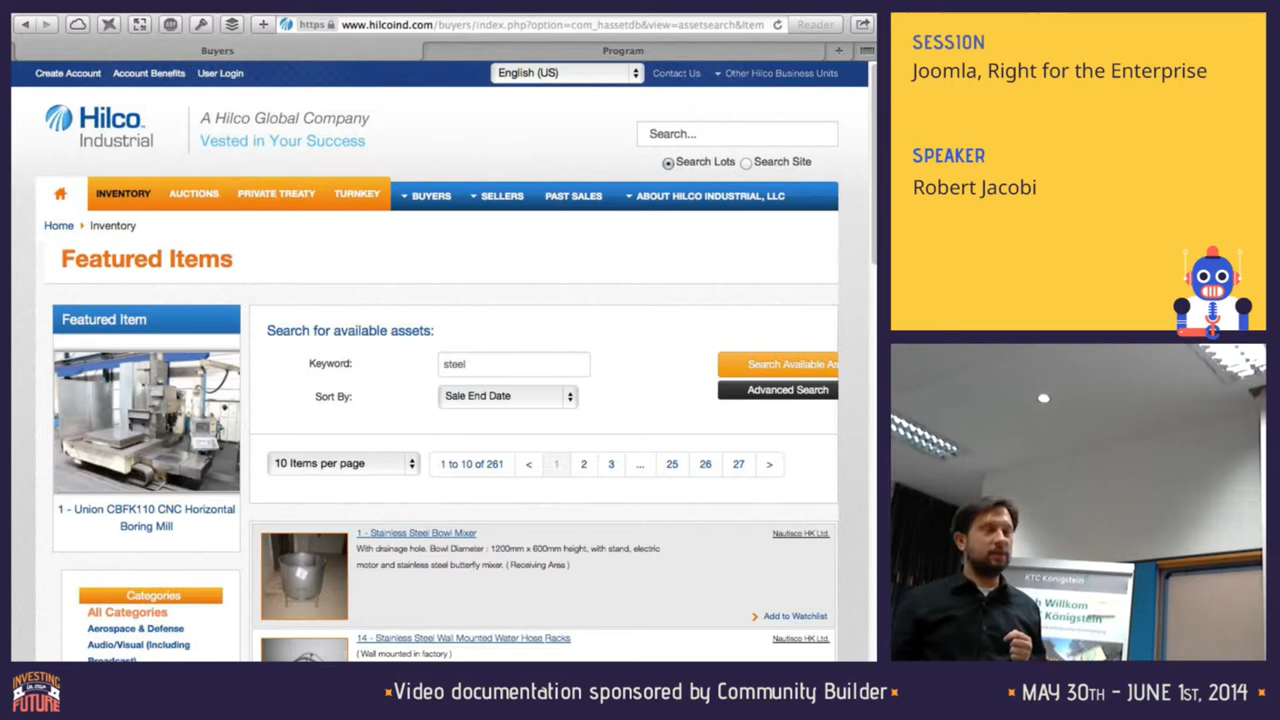 https www.hilcoind.com/buyers/index.php?option=com_hassetdb&view=assetsearch&Item
Reader
Buyers
Program
Create Account
Account Benefits
User Login
English (US)
Contact Us
Other Hilco Business Units
Hilco
Industrial
A Hilco Global Company
Vested in Your Success
Search...
Search Lots
Search Site
INVENTORY
AUCTIONS
PRIVATE TREATY
TURNKEY
BUYERS
SELLERS
PAST SALES
ABOUT HILCO INDUSTRIAL, LLC
Home
Inventory
Featured Items
Featured Item
1 - Union CBFK110 CNC Horizontal
Boring Mill
Categories
All Categories
Aerospace & Defense
Audio/Visual (Including
Broadcast)
Search for available assets:
Keyword:
steel
Search Available As
Sort By:
Sale End Date
Advanced Search
10 Items per page
1 to 10 of 261
< 1 2 3 ... 25 26 27 >
1 - Stainless Steel Bowl Mixer
Nautisco HK Ltd.
With drainage hole. Bowl Diameter : 1200mm x 600mm height, with stand, electric
motor and stainless steel butterfly mixer. ( Receiving Area )
Add to Watchlist
14 - Stainless Steel Wall Mounted Water Hose Racks
Nautisco HK Ltd.
( Wall mounted in factory )
SESSION
Joomla, Right for the Enterprise
SPEAKER
Robert Jacobi
KTC Königstein
h Willkom
Königstein
INVESTING
IN OUR
FUTURE
Video documentation sponsored by Community Builder
MAY 30TH - JUNE 1ST, 2014